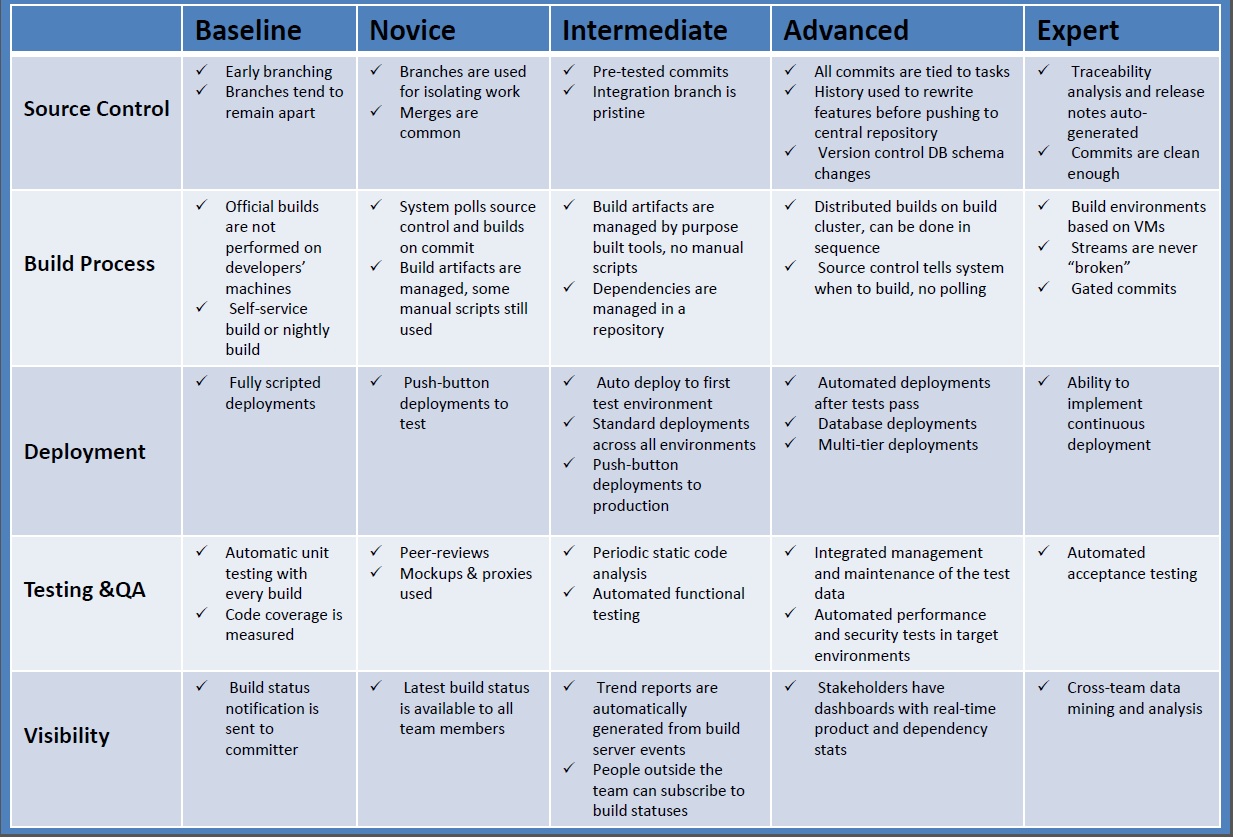 Baseline
Novice
Intermediate
Advanced
Expert
Source Control
✓ Early branching
✓ Branches tend to
remain apart
✓ Branches are used
for isolating work
✓ Merges are
common
✓ Pre-tested commits
✓ Integration branch is
pristine
✓ All commits are tied to tasks
✓ History used to rewrite
features before pushing to
central repository
✓ Version control DB schema
changes
✓ Traceability
analysis and release
notes auto-
generated
✓ Commits are clean
enough
Build Process
✓ Official builds
are not
performed on
developers’
machines
✓ Self-service
build or nightly
build
✓ System polls source
control and builds
on commit
✓ Build artifacts are
managed, some
manual scripts still
used
✓ Build artifacts are
managed by purpose
built tools, no manual
scripts
✓ Dependencies are
managed in a
repository
✓ Distributed builds on build
cluster, can be done in
sequence
✓ Source control tells system
when to build, no polling
✓ Build environments
based on VMs
✓ Streams are never
“broken”
✓ Gated commits
Deployment
✓ Fully scripted
deployments
✓ Push-button
deployments to
test
✓ Auto deploy to first
test environment
✓ Standard deployments
across all environments
✓ Push-button
deployments to
production
✓ Automated deployments
after tests pass
✓ Database deployments
✓ Multi-tier deployments
✓ Ability to
implement
continuous
deployment
Testing &QA
✓ Automatic unit
testing with
every build
✓ Code coverage is
measured
✓ Peer-reviews
✓ Mockups & proxies
used
✓ Periodic static code
analysis
✓ Automated functional
testing
✓ Integrated management
and maintenance of the test
data
✓ Automated performance
and security tests in target
environments
✓ Automated
acceptance testing
Visibility
✓ Build status
notification is
sent to
committer
✓ Latest build status
is available to all
team members
✓ Trend reports are
automatically
generated from build
server events
✓ People outside the
team can subscribe to
build statuses
✓ Stakeholders have
dashboards with real-time
product and dependency
stats
✓ Cross-team data
mining and analysis